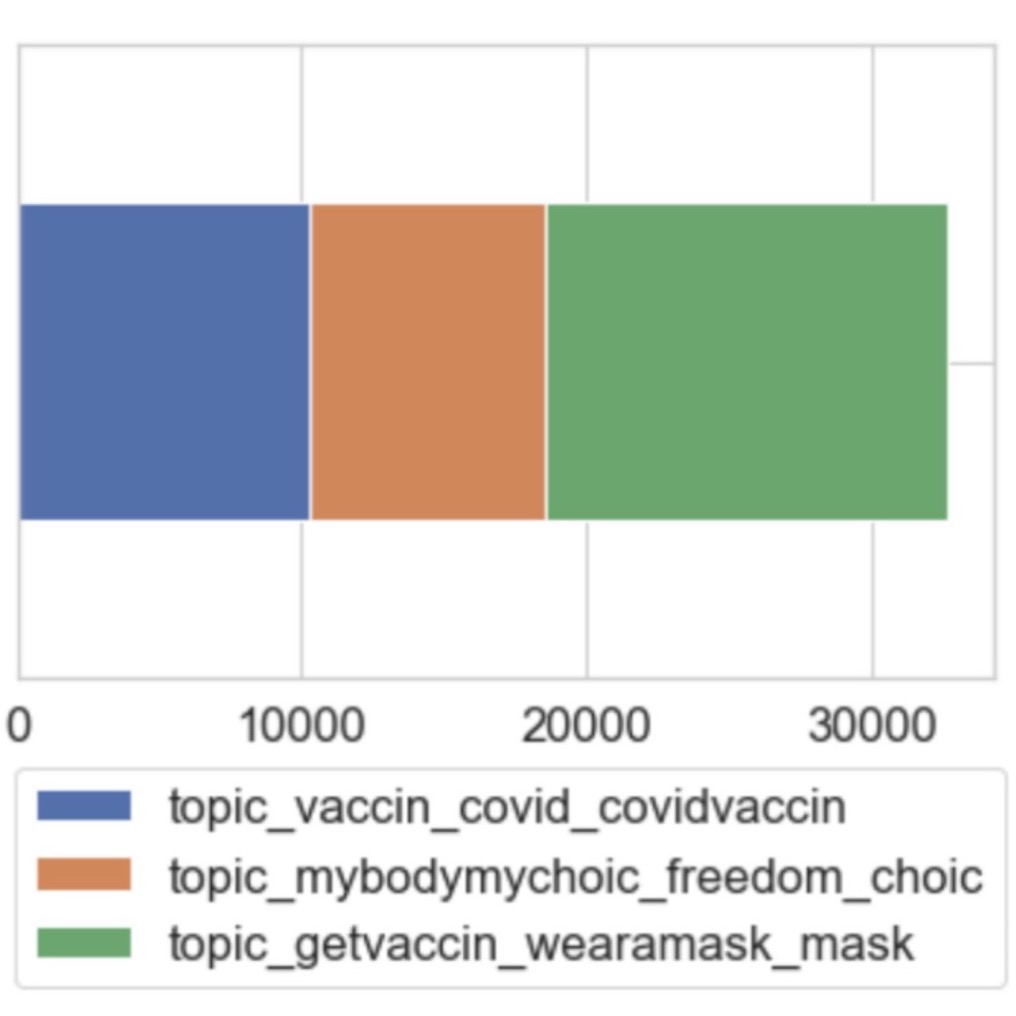 0 10000 20000 30000
topic_vaccin_covid_covidvaccin
topic_mybodymychoic_freedom_choic
topic_getvaccin_wearamask_mask